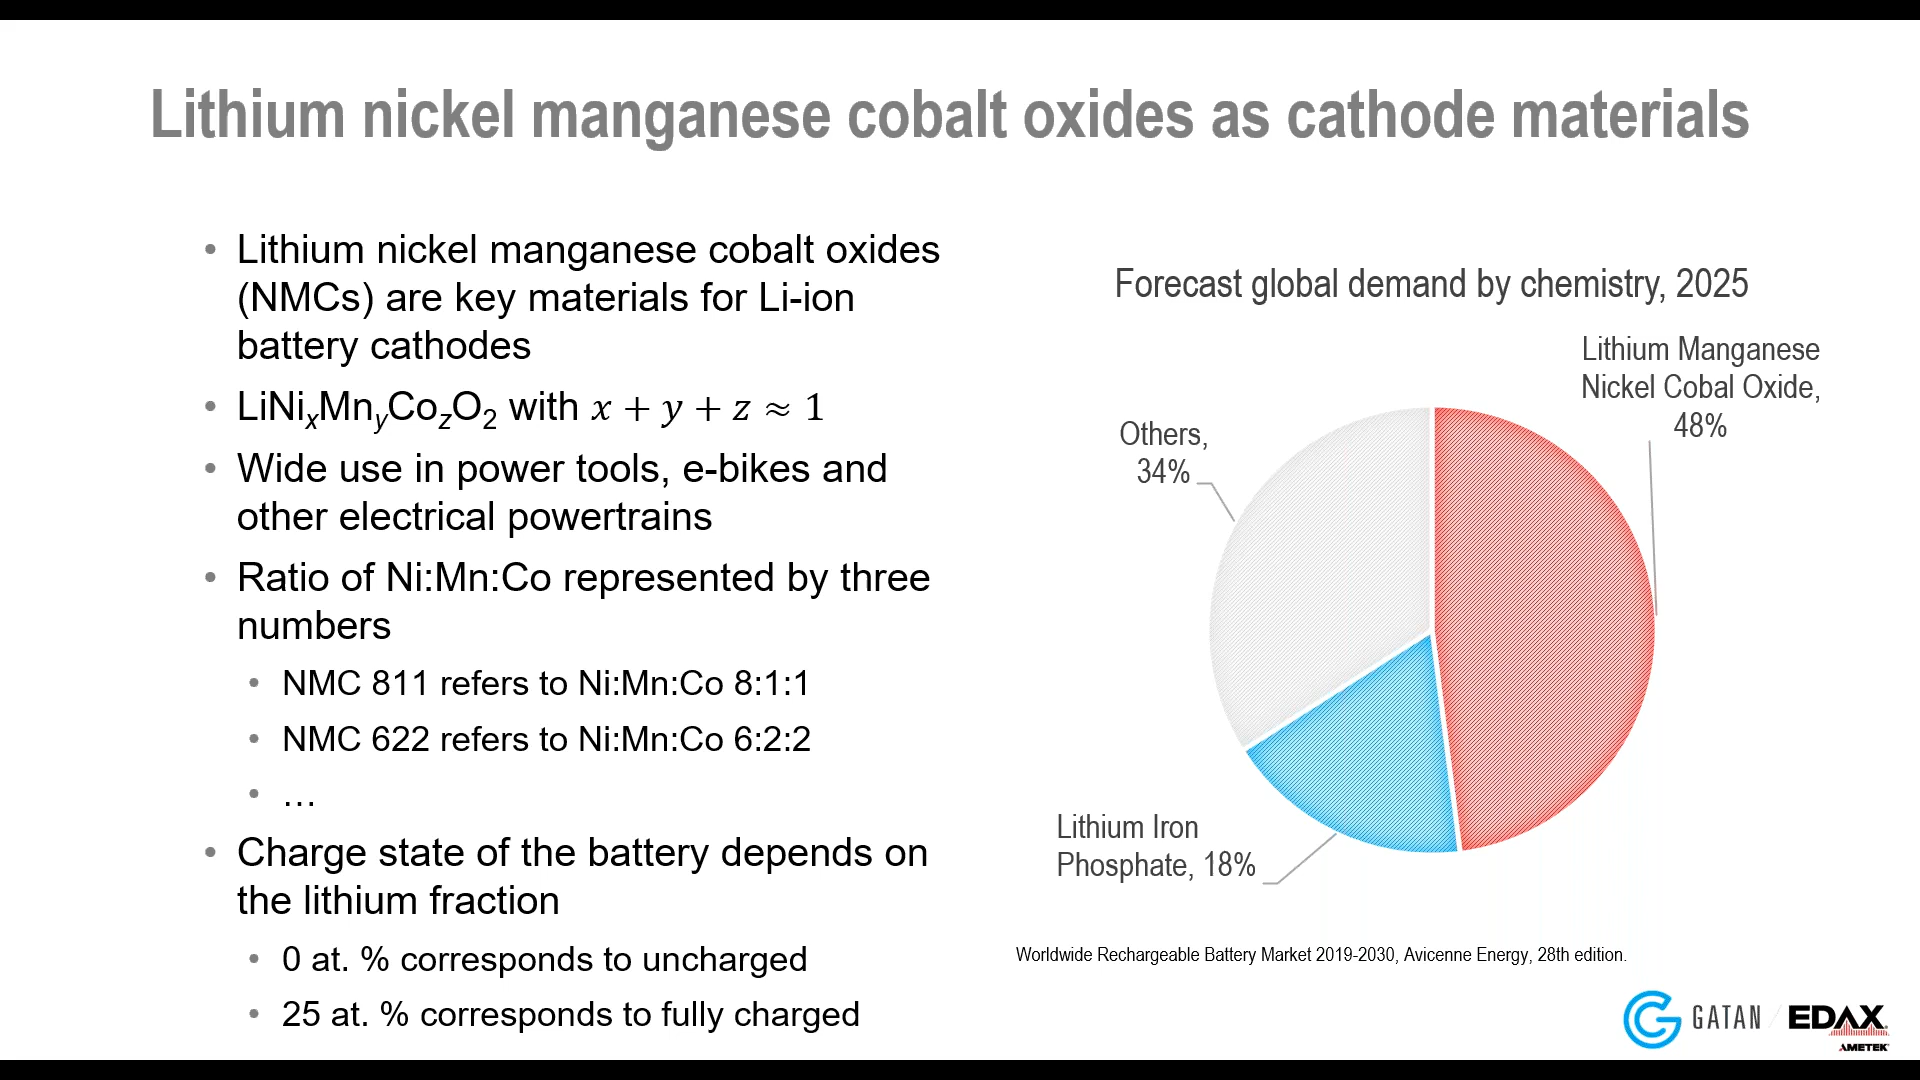 Lithium nickel manganese cobalt oxides as cathode materials
• Lithium nickel manganese cobalt oxides
(NMCs) are key materials for Li-ion
battery cathodes
• LiNixMnyCozO2 with x + y + z ≈ 1
• Wide use in power tools, e-bikes and
other electrical powertrains
• Ratio of Ni:Mn:Co represented by three
numbers
• NMC 811 refers to Ni:Mn:Co 8:1:1
• NMC 622 refers to Ni:Mn:Co 6:2:2
• …
• Charge state of the battery depends on
the lithium fraction
• 0 at. % corresponds to uncharged
• 25 at. % corresponds to fully charged
Forecast global demand by chemistry, 2025
Lithium Manganese
Nickel Cobal Oxide,
48%
Others,
34%
Lithium Iron
Phosphate, 18%
Worldwide Rechargeable Battery Market 2019-2030, Avicenne Energy, 28th edition.
GATAN / EDAX
AMETEK